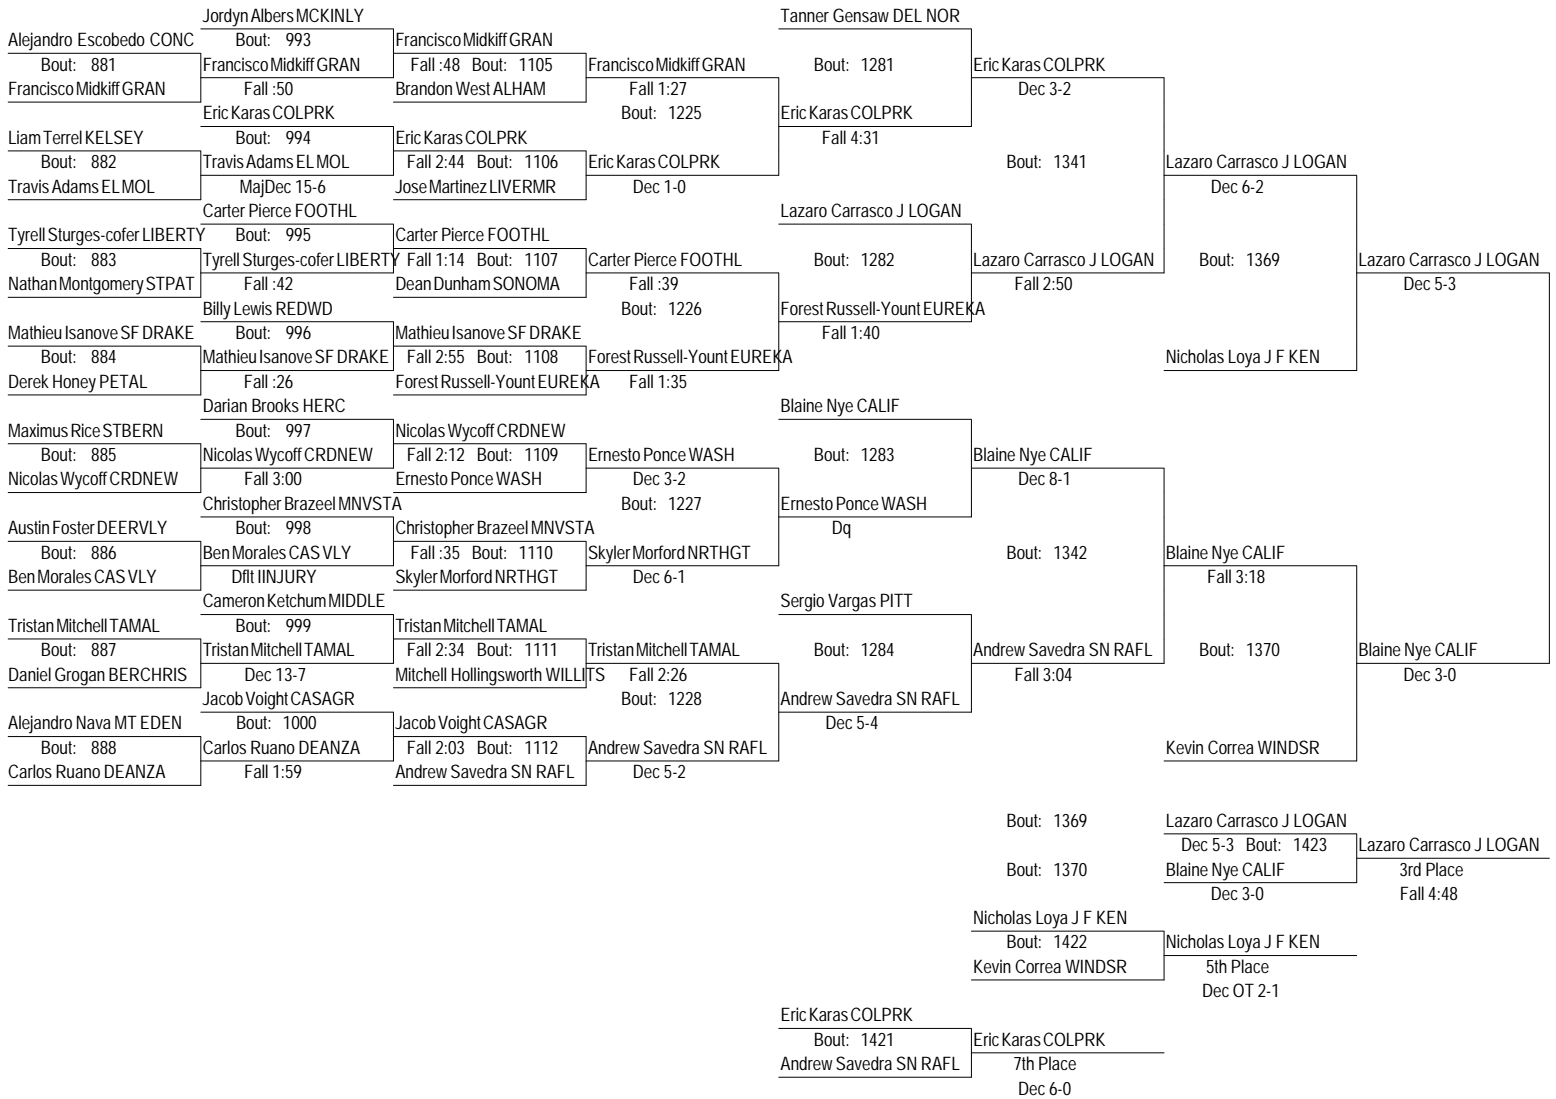 Jordyn Albers MCKINLY Tanner Gensaw DEL NOR
Alejandro Escobedo CONC Bout: 993 Francisco Midkiff GRAN
Bout: 881 Francisco Midkiff GRAN Fall :48 Bout: 1105 Francisco Midkiff GRAN Bout: 1281 Eric Karas COLPRK
Francisco Midkiff GRAN Fall :50 Brandon West ALHAM Fall 1:27 Dec 3-2
Eric Karas COLPRK Bout: 1225 Eric Karas COLPRK
Liam Terrel KELSEY Bout: 994 Eric Karas COLPRK Fall 4:31
Bout: 882 Travis Adams EL MOL Fall 2:44 Bout: 1106 Eric Karas COLPRK Bout: 1341 Lazaro Carrasco J LOGAN
Travis Adams EL MOL MajDec 15-6 Jose Martinez LIVERMR Dec 1-0 Dec 6-2
Carter Pierce FOOTHL Lazaro Carrasco J LOGAN
Tyrell Sturges-cofer LIBERTY Bout: 995 Carter Pierce FOOTHL
Bout: 883 Tyrell Sturges-cofer LIBERTY Fall 1:14 Bout: 1107 Carter Pierce FOOTHL Bout: 1282 Lazaro Carrasco J LOGAN Bout: 1369 Lazaro Carrasco J LOGAN
Nathan Montgomery STPAT Fall :42 Dean Dunham SONOMA Fall :39 Fall 2:50 Dec 5-3
Billy Lewis REDWD Bout: 1226 Forest Russell-Yount EUREKA
Mathieu Isanove SF DRAKE Bout: 996 Mathieu Isanove SF DRAKE Fall 1:40
Bout: 884 Mathieu Isanove SF DRAKE Fall 2:55 Bout: 1108 Forest Russell-Yount EUREKA Nicholas Loya J F KEN
Derek Honey PETAL Fall :26 Forest Russell-Yount EUREKA Fall 1:35
Darian Brooks HERC Blaine Nye CALIF
Maximus Rice STBERN Bout: 997 Nicolas Wycoff CRDNEW
Bout: 885 Nicolas Wycoff CRDNEW Fall 2:12 Bout: 1109 Ernesto Ponce WASH Bout: 1283 Blaine Nye CALIF
Nicolas Wycoff CRDNEW Fall 3:00 Ernesto Ponce WASH Dec 3-2 Dec 8-1
Christopher Brazeel MNVSTA Bout: 1227 Ernesto Ponce WASH
Austin Foster DEERVLY Bout: 998 Christopher Brazeel MNVSTA Dq
Bout: 886 Ben Morales CAS VLY Fall :35 Bout: 1110 Skyler Morford NRTHGT Bout: 1342 Blaine Nye CALIF
Ben Morales CAS VLY Dflt IINJURY Skyler Morford NRTHGT Dec 6-1 Fall 3:18
Cameron Ketchum MIDDLE Sergio Vargas PITT
Tristan Mitchell TAMAL Bout: 999 Tristan Mitchell TAMAL
Bout: 887 Tristan Mitchell TAMAL Fall 2:34 Bout: 1111 Tristan Mitchell TAMAL Bout: 1284 Andrew Savedra SN RAFL Bout: 1370 Blaine Nye CALIF
Daniel Grogan BERCHRIS Dec 13-7 Mitchell Hollingsworth WILLITS Fall 2:26 Fall 3:04 Dec 3-0
Jacob Voight CASAGR Bout: 1228 Andrew Savedra SN RAFL
Alejandro Nava MT EDEN Bout: 1000 Jacob Voight CASAGR Dec 5-4
Bout: 888 Carlos Ruano DEANZA Fall 2:03 Bout: 1112 Andrew Savedra SN RAFL Kevin Correa WINDSR
Carlos Ruano DEANZA Fall 1:59 Andrew Savedra SN RAFL Dec 5-2
Bout: 1369 Lazaro Carrasco J LOGAN
Dec 5-3 Bout: 1423 Lazaro Carrasco J LOGAN
Bout: 1370 Blaine Nye CALIF 3rd Place
Dec 3-0 Fall 4:48
Nicholas Loya J F KEN
Bout: 1422 Nicholas Loya J F KEN
Kevin Correa WINDSR 5th Place
Dec OT 2-1
Eric Karas COLPRK
Bout: 1421 Eric Karas COLPRK
Andrew Savedra SN RAFL 7th Place
Dec 6-0